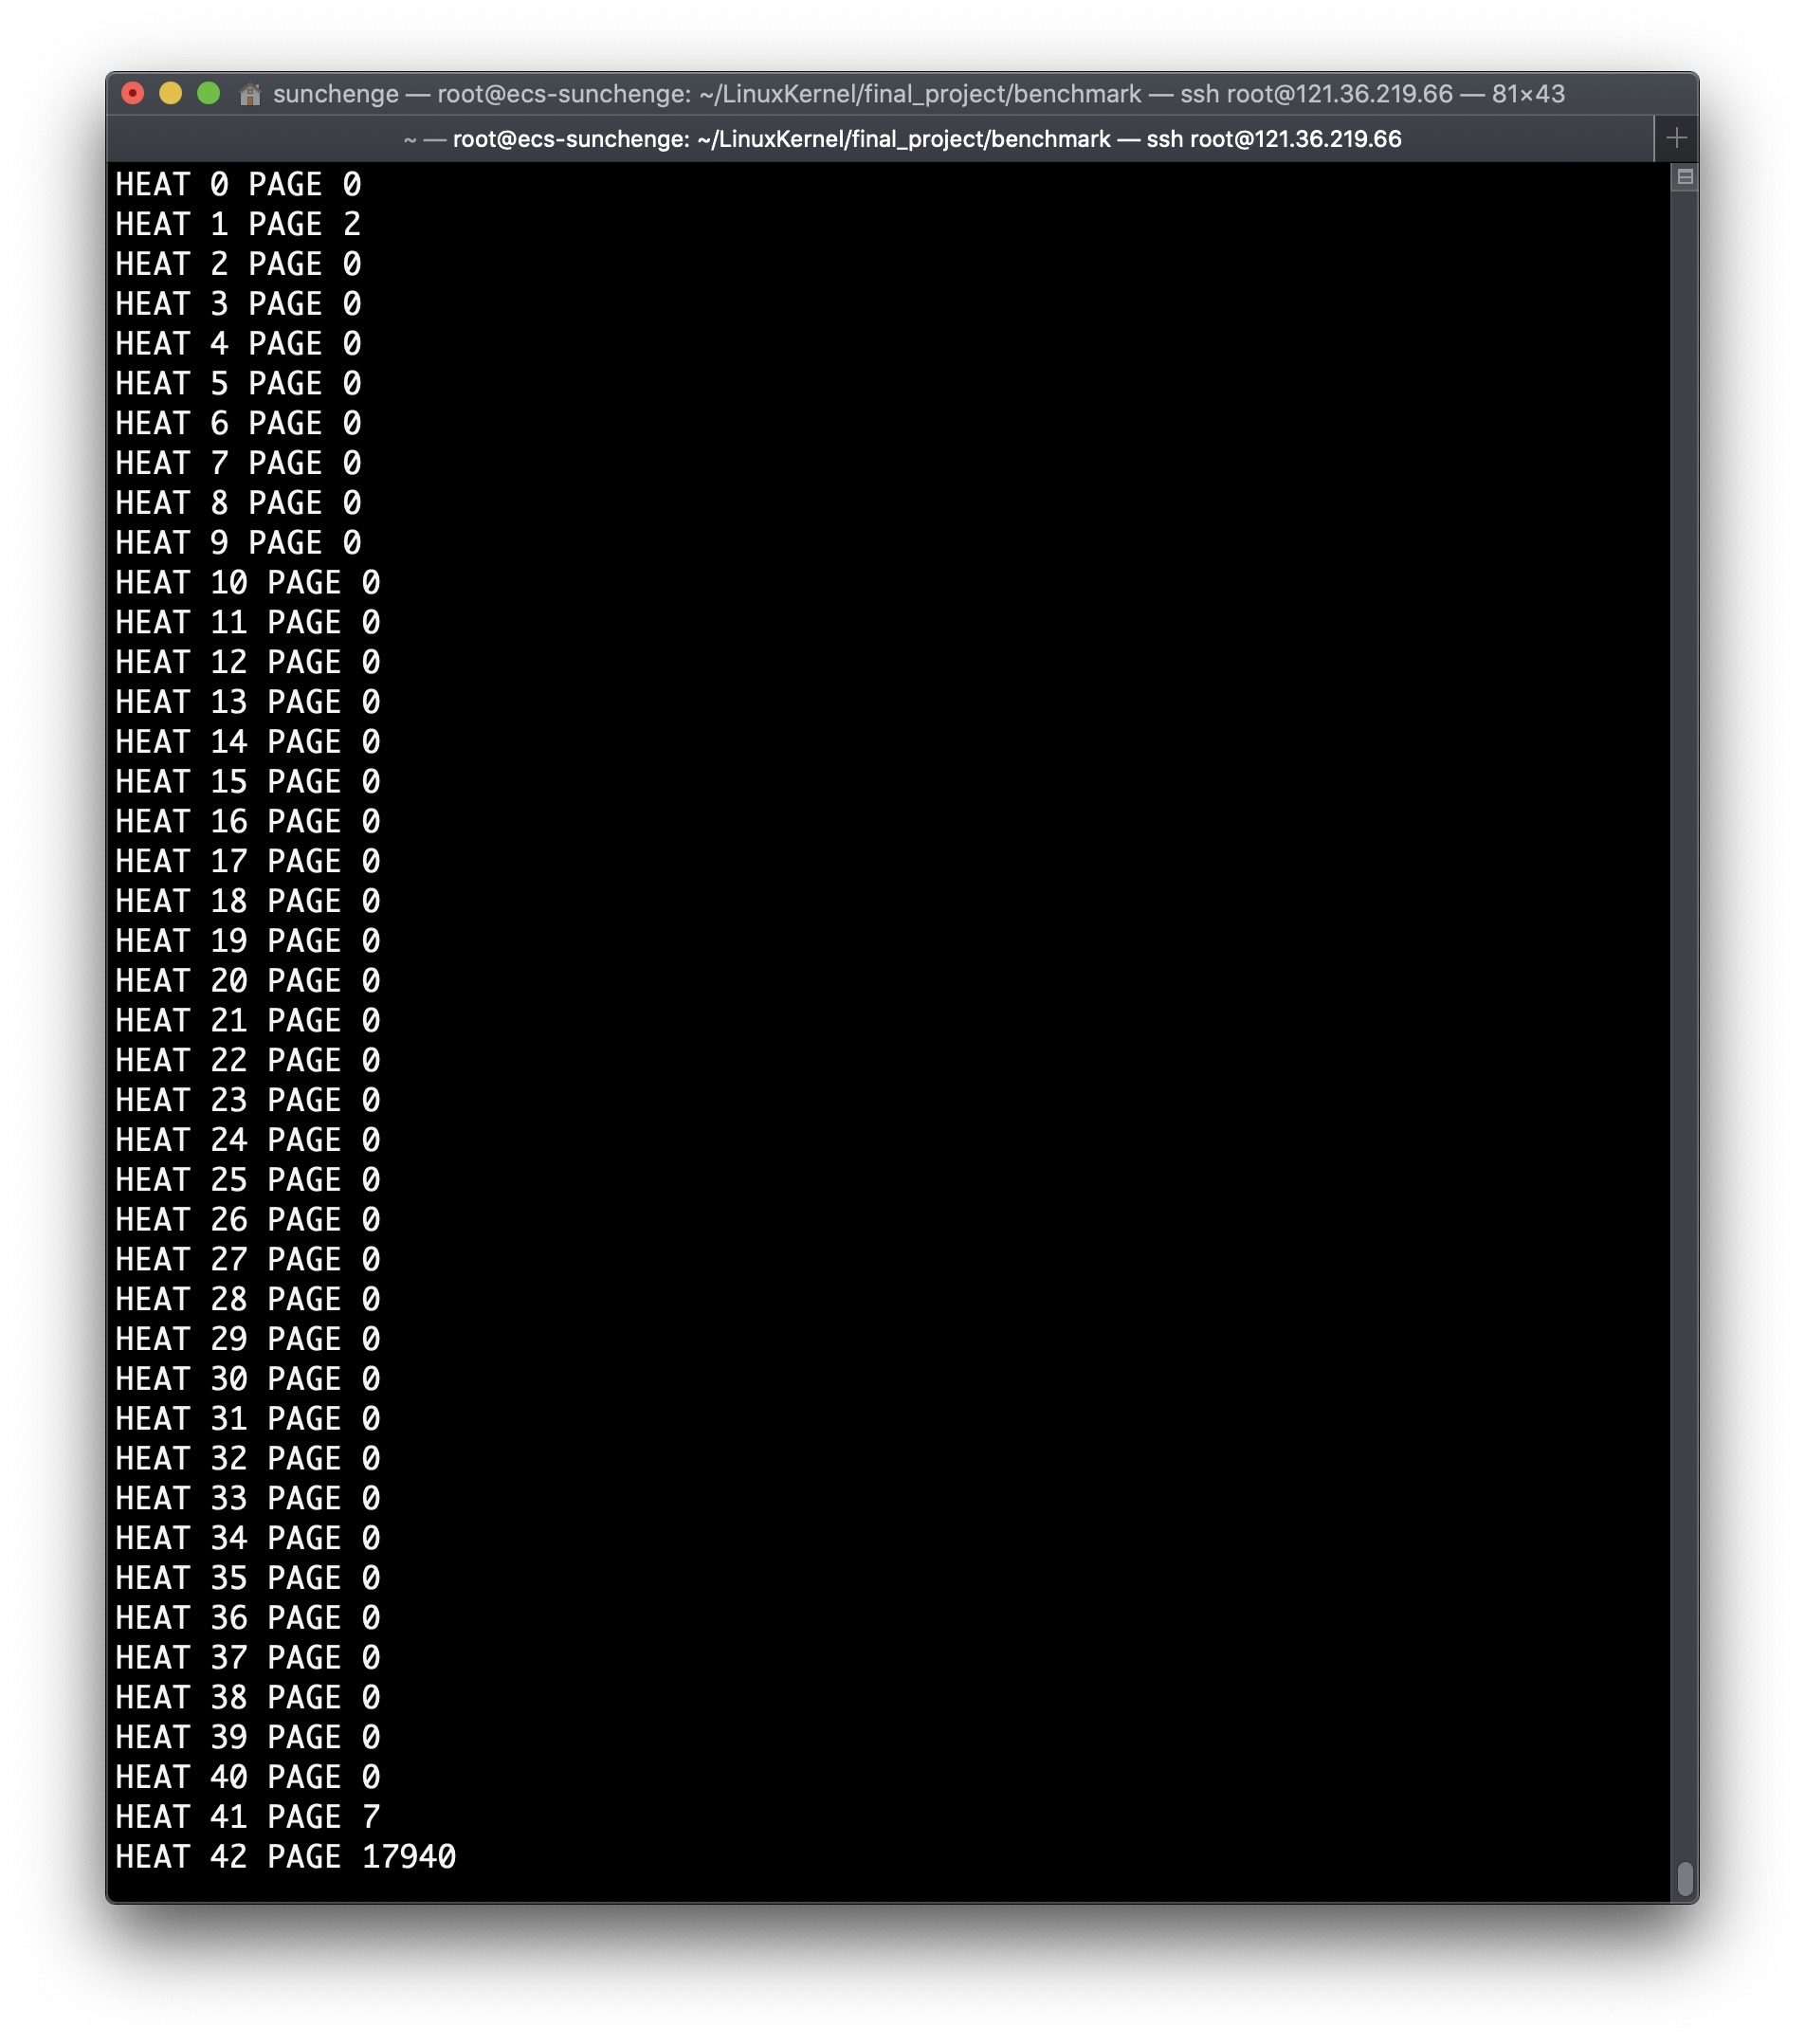 sunchenge — root@ecs-sunchenge: ~/LinuxKernel/final_project/benchmark — ssh root@121.36.219.66 — 81×43
~ — root@ecs-sunchenge: ~/LinuxKernel/final_project/benchmark — ssh root@121.36.219.66
HEAT 0 PAGE 0
HEAT 1 PAGE 2
HEAT 2 PAGE 0
HEAT 3 PAGE 0
HEAT 4 PAGE 0
HEAT 5 PAGE 0
HEAT 6 PAGE 0
HEAT 7 PAGE 0
HEAT 8 PAGE 0
HEAT 9 PAGE 0
HEAT 10 PAGE 0
HEAT 11 PAGE 0
HEAT 12 PAGE 0
HEAT 13 PAGE 0
HEAT 14 PAGE 0
HEAT 15 PAGE 0
HEAT 16 PAGE 0
HEAT 17 PAGE 0
HEAT 18 PAGE 0
HEAT 19 PAGE 0
HEAT 20 PAGE 0
HEAT 21 PAGE 0
HEAT 22 PAGE 0
HEAT 23 PAGE 0
HEAT 24 PAGE 0
HEAT 25 PAGE 0
HEAT 26 PAGE 0
HEAT 27 PAGE 0
HEAT 28 PAGE 0
HEAT 29 PAGE 0
HEAT 30 PAGE 0
HEAT 31 PAGE 0
HEAT 32 PAGE 0
HEAT 33 PAGE 0
HEAT 34 PAGE 0
HEAT 35 PAGE 0
HEAT 36 PAGE 0
HEAT 37 PAGE 0
HEAT 38 PAGE 0
HEAT 39 PAGE 0
HEAT 40 PAGE 0
HEAT 41 PAGE 7
HEAT 42 PAGE 17940